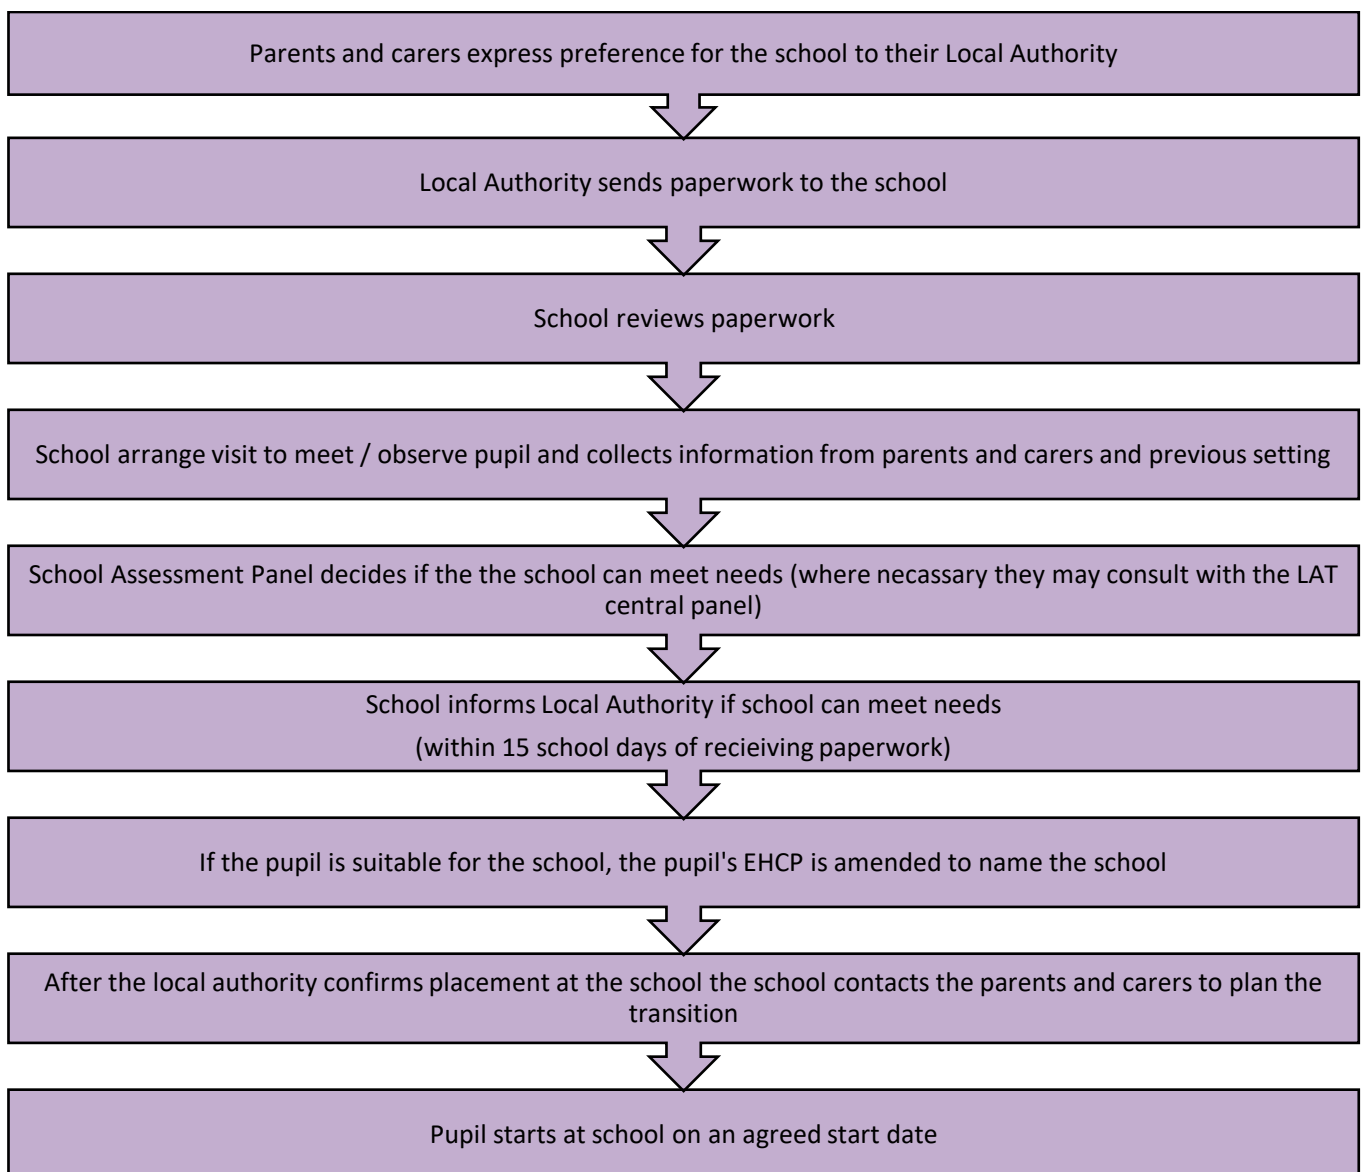 Parents and carers express preference for the school to their Local Authority
Local Authority sends paperwork to the school
School reviews paperwork
School arrange visit to meet / observe pupil and collects information from parents and carers and previous setting
School Assessment Panel decides if the the school can meet needs (where necassary they may consult with the LAT
central panel)
School informs Local Authority if school can meet needs
(within 15 school days of recieiving paperwork)
If the pupil is suitable for the school, the pupil's EHCP is amended to name the school
After the local authority confirms placement at the school the school contacts the parents and carers to plan the
transition
Pupil starts at school on an agreed start date